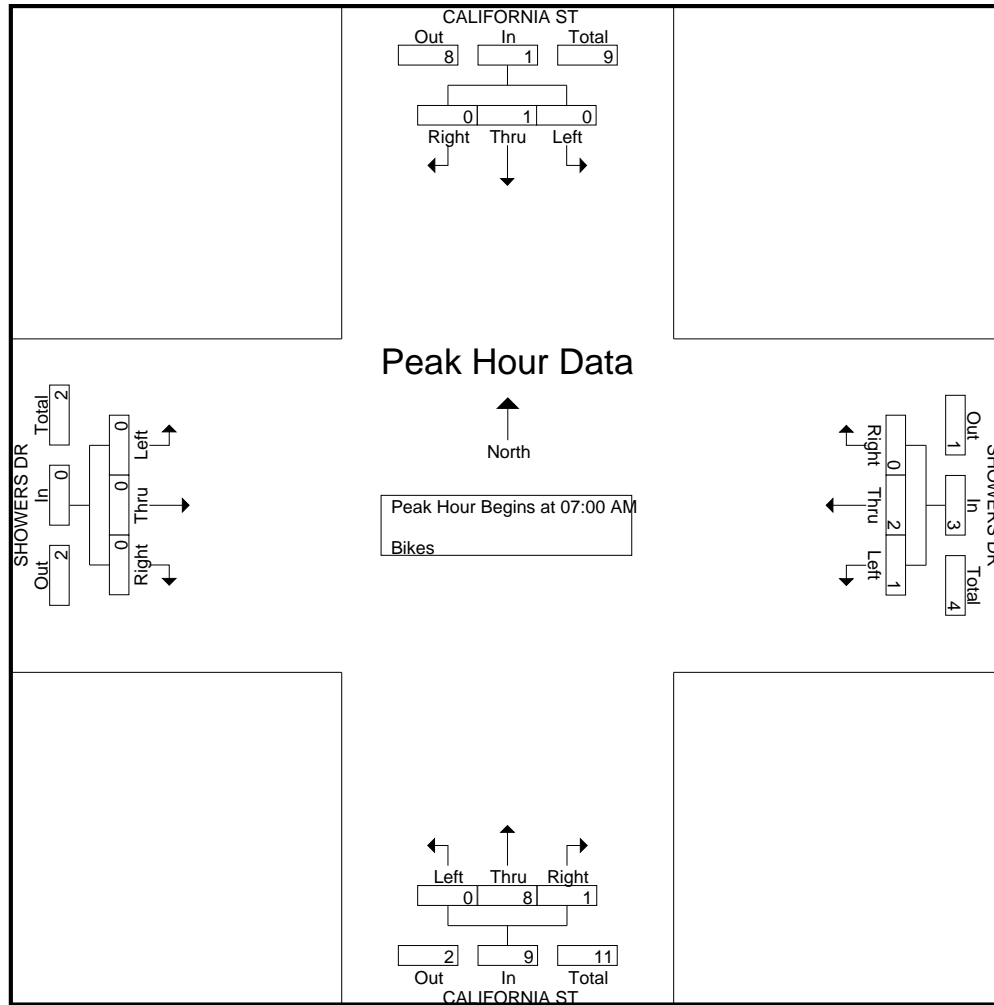 CALIFORNIA ST
Out In Total
8 1 9
0 1 0
Right Thru Left
Peak Hour Data
North
Peak Hour Begins at 07:00 AM
Bikes
SHOWERS DR
Out In Total
2 0 2
Right Thru Left
0 0 0
SHOWERS DR
Out In Total
1 3 4
Right Thru Left
0 2 1
Left Thru Right
0 8 1
2 9 11
Out In Total
CALIFORNIA ST